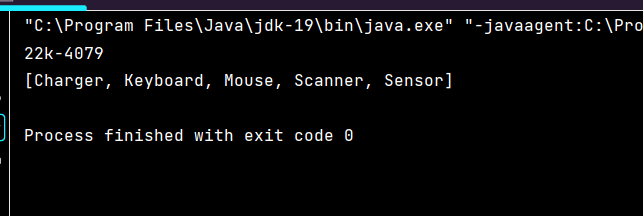 "C:\Program Files\Java\jdk-19\bin\java.exe" "-javaagent:C:\Pro
22k-4079
[Charger, Keyboard, Mouse, Scanner, Sensor]
Process finished with exit code 0